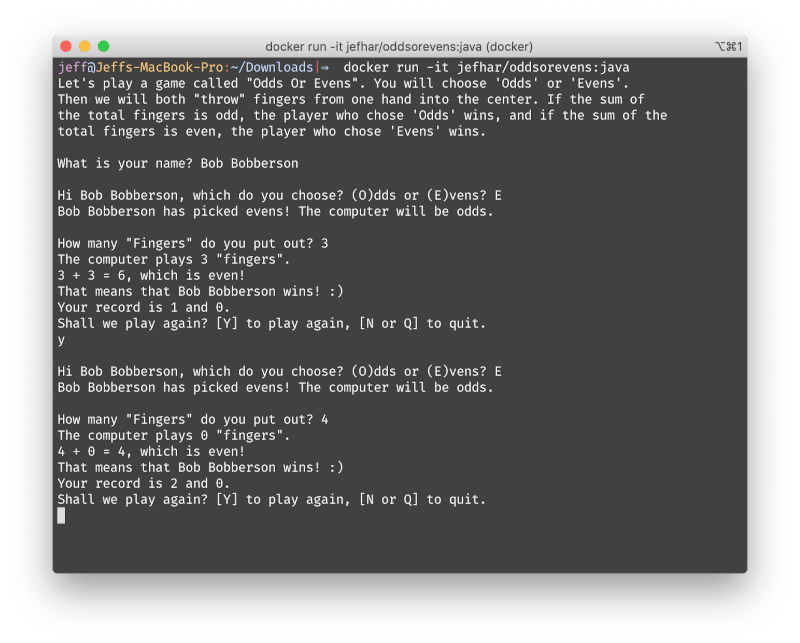 docker run -it jefhar/oddsorevens:java (docker)
⌥⌘1
jeff@Jeffs-MacBook-Pro:~/Downloads|⇒  docker run -it jefhar/oddsorevens:java
Let's play a game called "Odds Or Evens". You will choose 'Odds' or 'Evens'.
Then we will both "throw" fingers from one hand into the center. If the sum of
the total fingers is odd, the player who chose 'Odds' wins, and if the sum of the
total fingers is even, the player who chose 'Evens' wins.

What is your name? Bob Bobberson

Hi Bob Bobberson, which do you choose? (O)dds or (E)vens? E
Bob Bobberson has picked evens! The computer will be odds.

How many "Fingers" do you put out? 3
The computer plays 3 "fingers".
3 + 3 = 6, which is even!
That means that Bob Bobberson wins! :)
Your record is 1 and 0.
Shall we play again? [Y] to play again, [N or Q] to quit.
y

Hi Bob Bobberson, which do you choose? (O)dds or (E)vens? E
Bob Bobberson has picked evens! The computer will be odds.

How many "Fingers" do you put out? 4
The computer plays 0 "fingers".
4 + 0 = 4, which is even!
That means that Bob Bobberson wins! :)
Your record is 2 and 0.
Shall we play again? [Y] to play again, [N or Q] to quit.